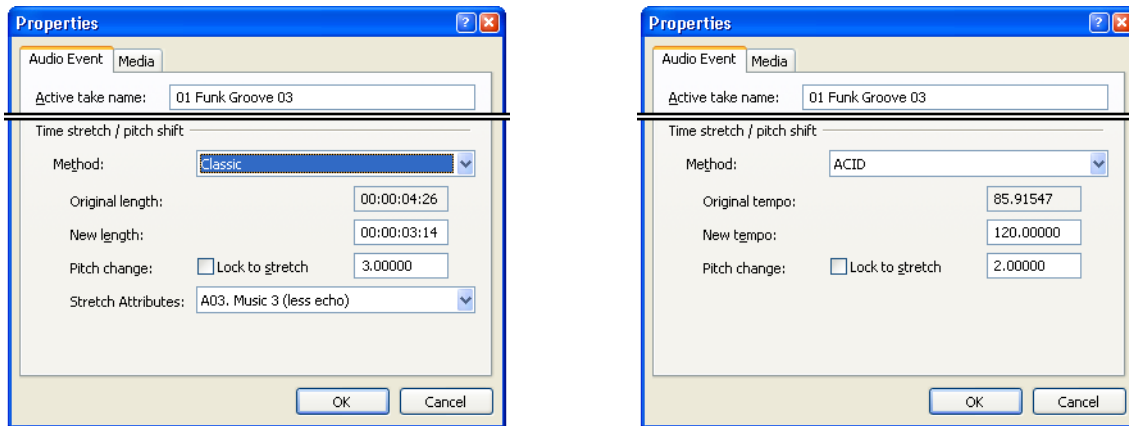 Properties
Audio Event Media
Active take name: 01 Funk Groove 03
Time stretch / pitch shift
Method: Classic
Original length: 00:00:04:26
New length: 00:00:03:14
Pitch change: Lock to stretch 3.00000
Stretch Attributes: A03. Music 3 (less echo)
OK Cancel
Properties
Audio Event Media
Active take name: 01 Funk Groove 03
Time stretch / pitch shift
Method: ACID
Original tempo: 85.91547
New tempo: 120.00000
Pitch change: Lock to stretch 2.00000
OK Cancel